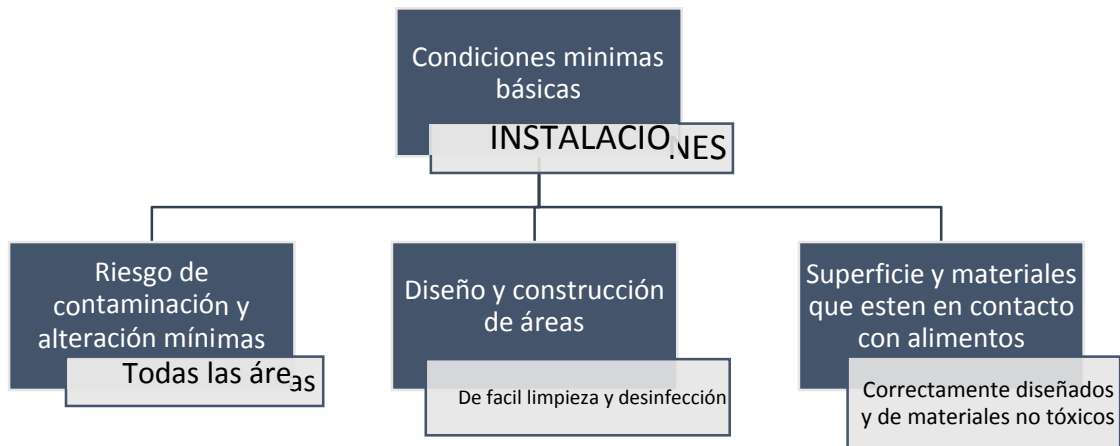 Condiciones minimas
básicas
INSTALACIONES
Riesgo de
contaminación y
alteración mínimas
Todas las áreas
Diseño y construcción
de áreas
De facil limpieza y desinfección
Superficie y materiales
que esten en contacto
con alimentos
Correctamente diseñados
y de materiales no tóxicos